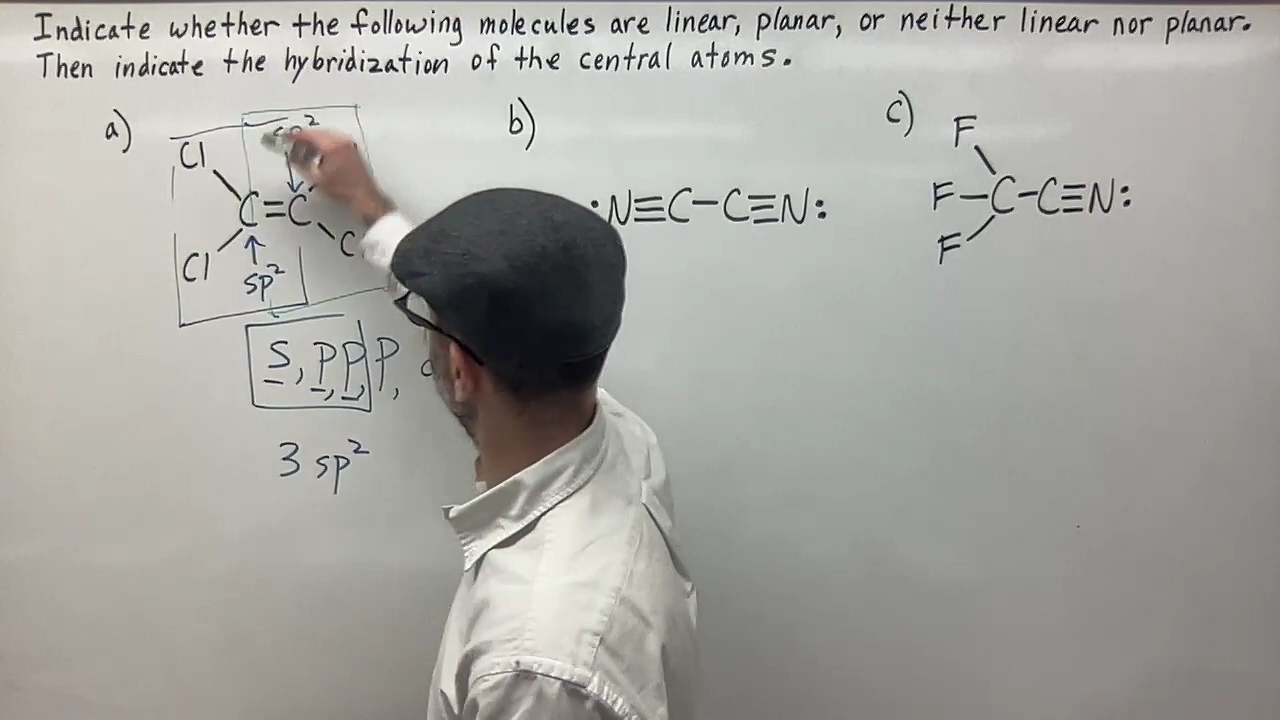 Indicate whether the following molecules are linear, planar, or neither linear nor planar.
Then indicate the hybridization of the central atoms.
a)
Cl
C=C
Cl
sp²
S, P, P, P,
3 sp²
b)
:N≡C-C≡N:
c)
F
F-C-C≡N:
F